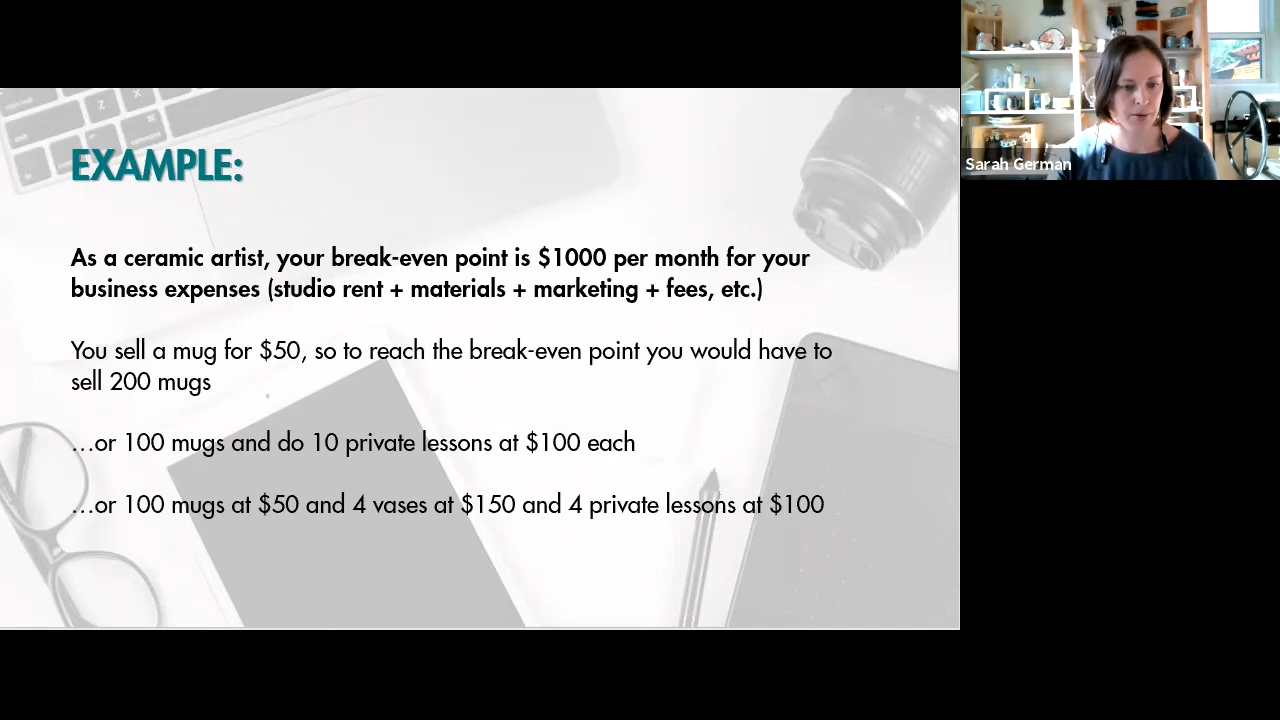 EXAMPLE:
As a ceramic artist, your break-even point is $1000 per month for your
business expenses (studio rent + materials + marketing + fees, etc.)
You sell a mug for $50, so to reach the break-even point you would have to
sell 200 mugs
…or 100 mugs and do 10 private lessons at $100 each
…or 100 mugs at $50 and 4 vases at $150 and 4 private lessons at $100
Sarah German